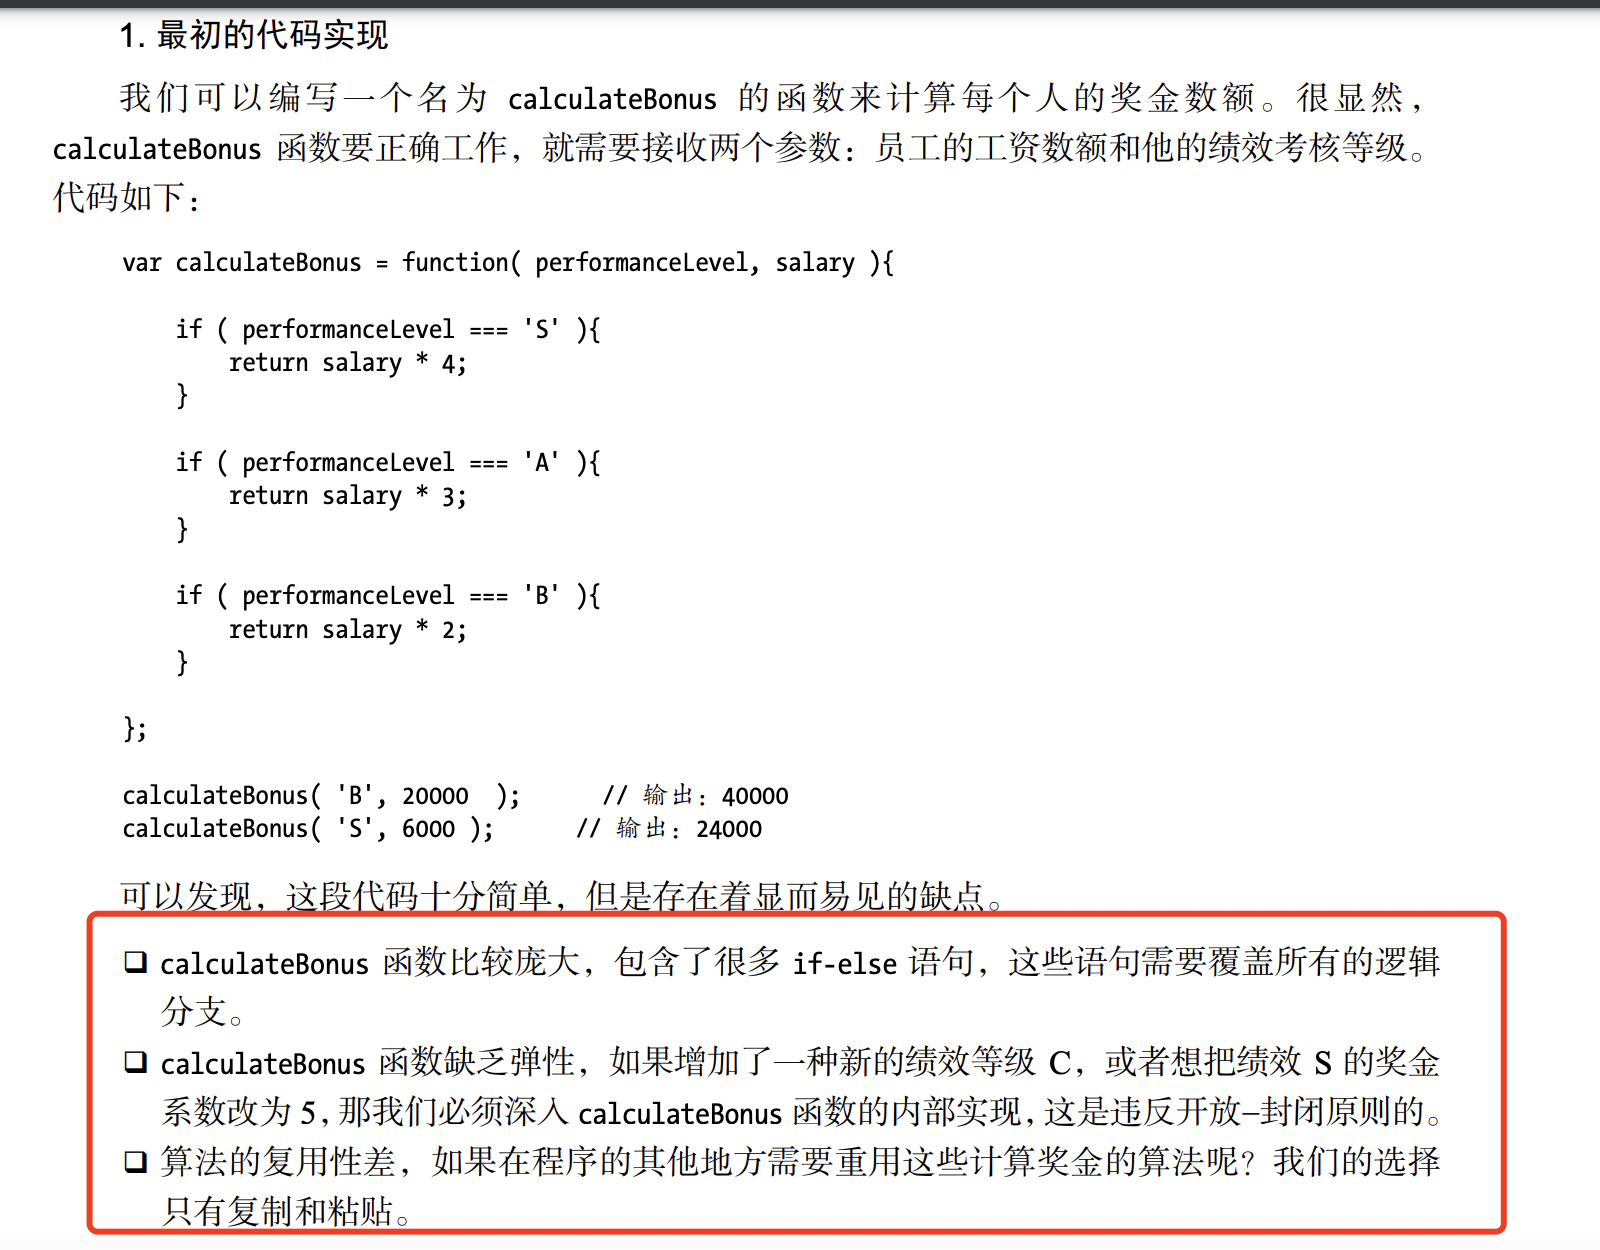 1. 最初的代码实现
我们可以编写一个名为 calculateBonus 的函数来计算每个人的奖金数额。很显然，
calculateBonus 函数要正确工作，就需要接收两个参数：员工的工资数额和他的绩效考核等级。
代码如下：
var calculateBonus = function( performanceLevel, salary ){
if ( performanceLevel === 'S' ){
return salary * 4;
}
if ( performanceLevel === 'A' ){
return salary * 3;
}
if ( performanceLevel === 'B' ){
return salary * 2;
}
};
calculateBonus( 'B', 20000 ); // 输出：40000
calculateBonus( 'S', 6000 ); // 输出：24000
可以发现，这段代码十分简单，但是存在着显而易见的缺点。
❏ calculateBonus 函数比较庞大，包含了很多 if-else 语句，这些语句需要覆盖所有的逻辑
分支。
❏ calculateBonus 函数缺乏弹性，如果增加了一种新的绩效等级 C，或者想把绩效 S 的奖金
系数改为 5，那我们必须深入 calculateBonus 函数的内部实现，这是违反开放–封闭原则的。
❏ 算法的复用性差，如果在程序的其他地方需要重用这些计算奖金的算法呢？我们的选择
只有复制和粘贴。